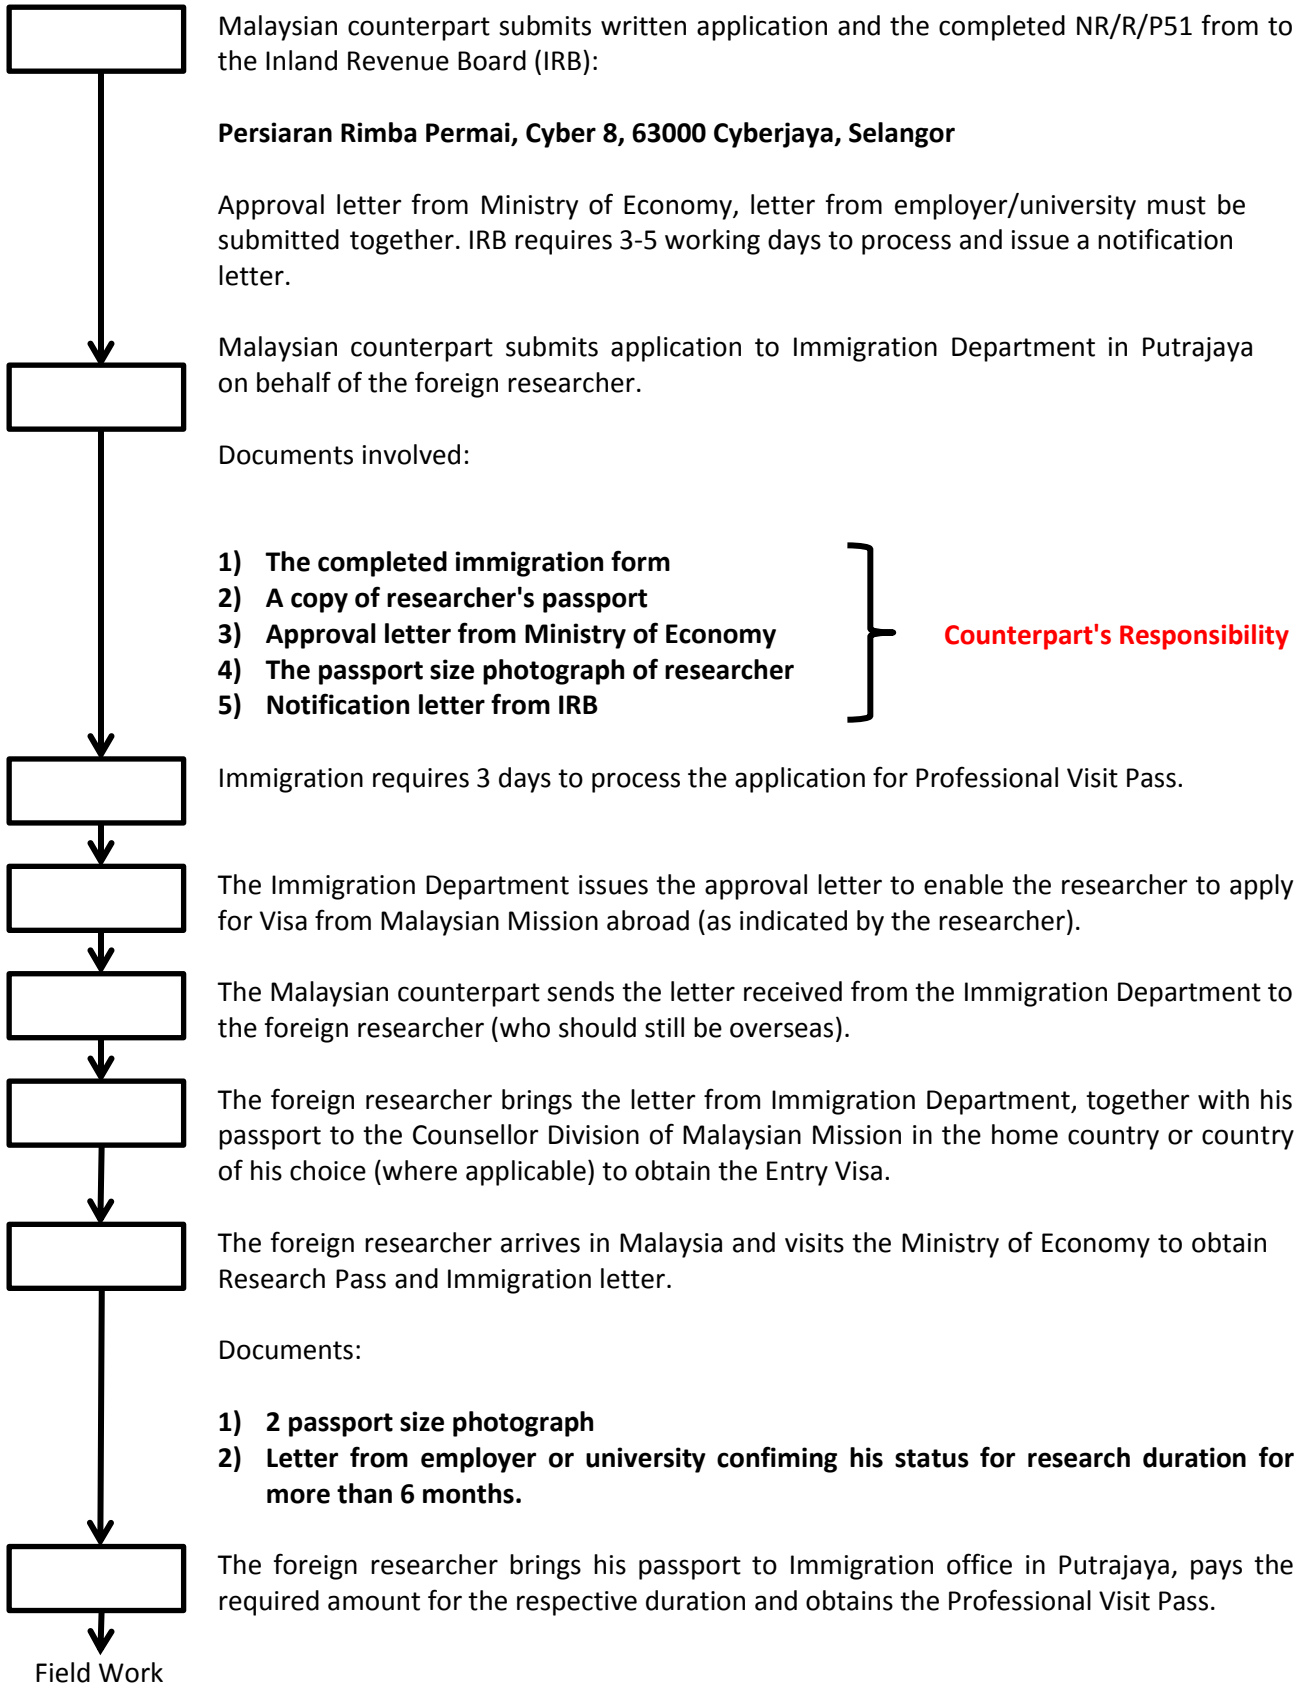 Malaysian counterpart submits written application and the completed NR/R/P51 from to
the Inland Revenue Board (IRB):
Persiaran Rimba Permai, Cyber 8, 63000 Cyberjaya, Selangor
Approval letter from Ministry of Economy, letter from employer/university must be
submitted together. IRB requires 3-5 working days to process and issue a notification
letter.
Malaysian counterpart submits application to Immigration Department in Putrajaya
on behalf of the foreign researcher.
Documents involved:
1) The completed immigration form
2) A copy of researcher's passport
3) Approval letter from Ministry of Economy
4) The passport size photograph of researcher
5) Notification letter from IRB
Counterpart's Responsibility
Immigration requires 3 days to process the application for Professional Visit Pass.
The Immigration Department issues the approval letter to enable the researcher to apply
for Visa from Malaysian Mission abroad (as indicated by the researcher).
The Malaysian counterpart sends the letter received from the Immigration Department to
the foreign researcher (who should still be overseas).
The foreign researcher brings the letter from Immigration Department, together with his
passport to the Counsellor Division of Malaysian Mission in the home country or country
of his choice (where applicable) to obtain the Entry Visa.
The foreign researcher arrives in Malaysia and visits the Ministry of Economy to obtain
Research Pass and Immigration letter.
Documents:
1) 2 passport size photograph
2) Letter from employer or university confiming his status for research duration for
more than 6 months.
The foreign researcher brings his passport to Immigration office in Putrajaya, pays the
required amount for the respective duration and obtains the Professional Visit Pass.
Field Work